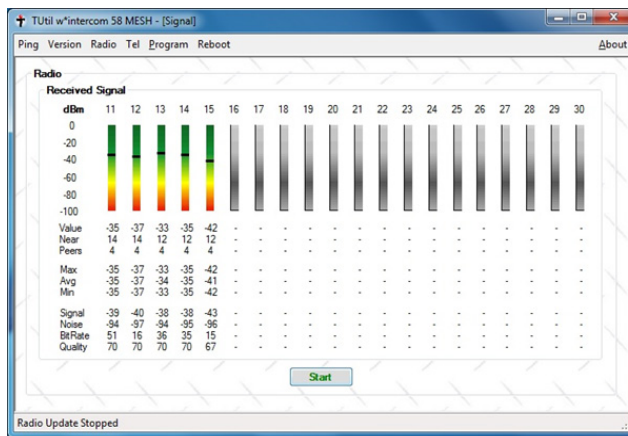 TUtil w*intercom 58 MESH - [Signal]
Ping Version Radio Tel Program Reboot About
Radio
Received Signal
dBm 11 12 13 14 15 16 17 18 19 20 21 22 23 24 25 26 27 28 29 30
0
-20
-40
-60
-80
-100
Value -35 -37 -33 -35 -42 - - - - - - - - - - - - - - -
Near 14 14 12 12 12 - - - - - - - - - - - - - - -
Peers 4 4 4 4 4 - - - - - - - - - - - - - - -
Max -35 -37 -33 -35 -42 - - - - - - - - - - - - - - -
Avg -35 -37 -34 -35 -41 - - - - - - - - - - - - - - -
Min -35 -37 -33 -35 -42 - - - - - - - - - - - - - - -
Signal -39 -40 -38 -38 -43 - - - - - - - - - - - - - - -
Noise -94 -97 -94 -95 -96 - - - - - - - - - - - - - - -
BitRate 51 16 36 35 15 - - - - - - - - - - - - - - -
Quality 70 70 70 70 67 - - - - - - - - - - - - - - -
Start
Radio Update Stopped